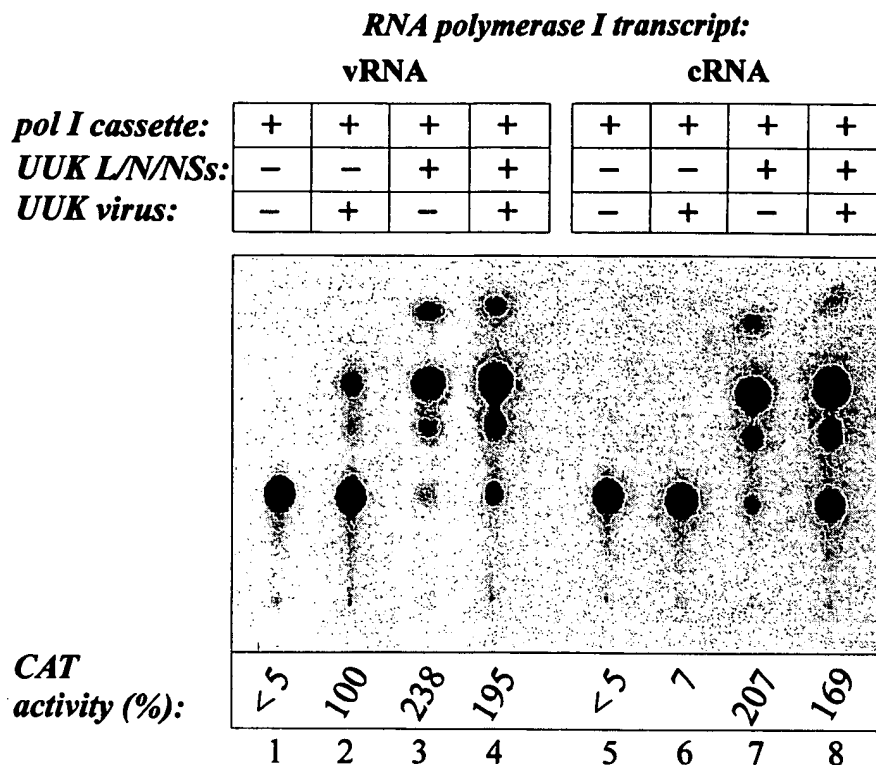 RNA polymerase I transcript:
vRNA cRNA
pol I cassette: + + + + + + + +
UUK L/N/NSs: − − + + − − + +
UUK virus: − + − + − + − +
CAT
activity (%): < 5 100 238 195 < 5 7 207 169
1 2 3 4 5 6 7 8